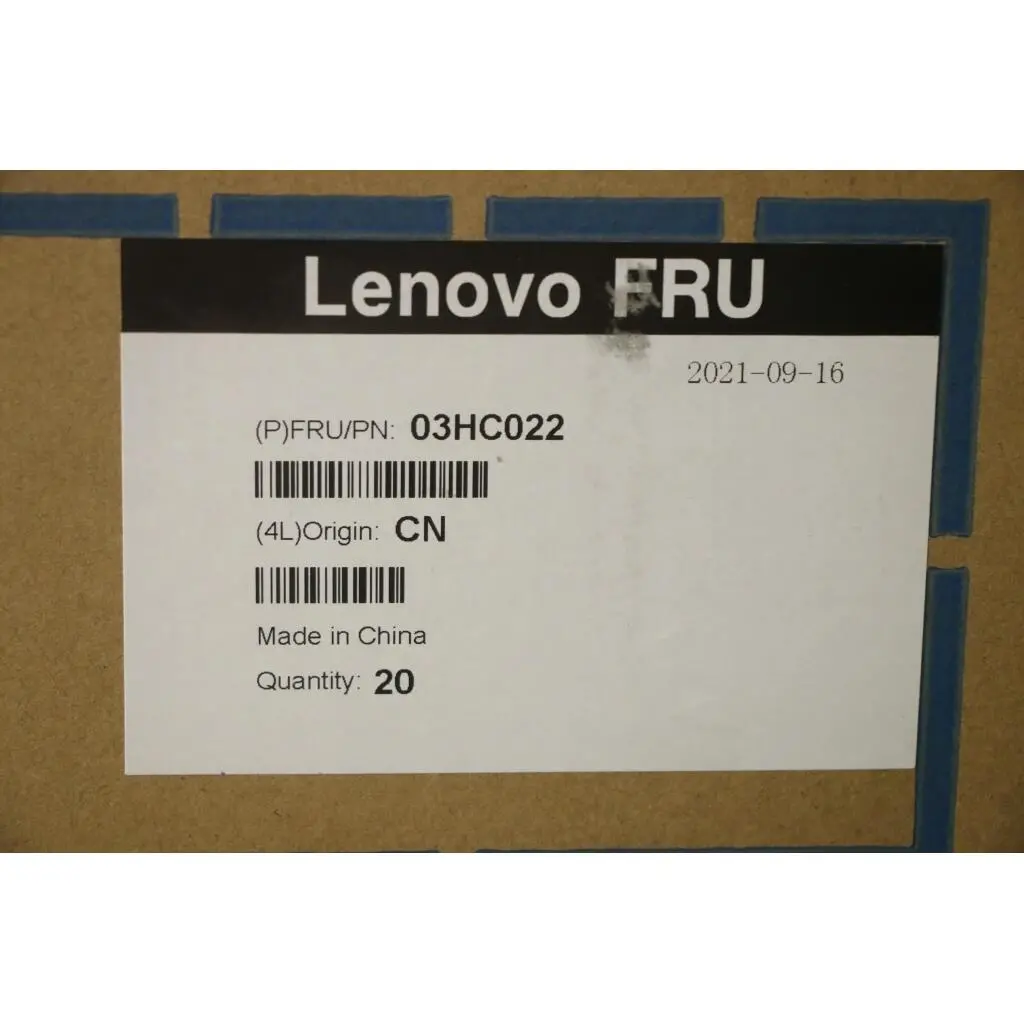 Lenovo FRU
2021-09-16
(P)FRU/PN: 03HC022
(4L)Origin: CN
Made in China
Quantity: 20